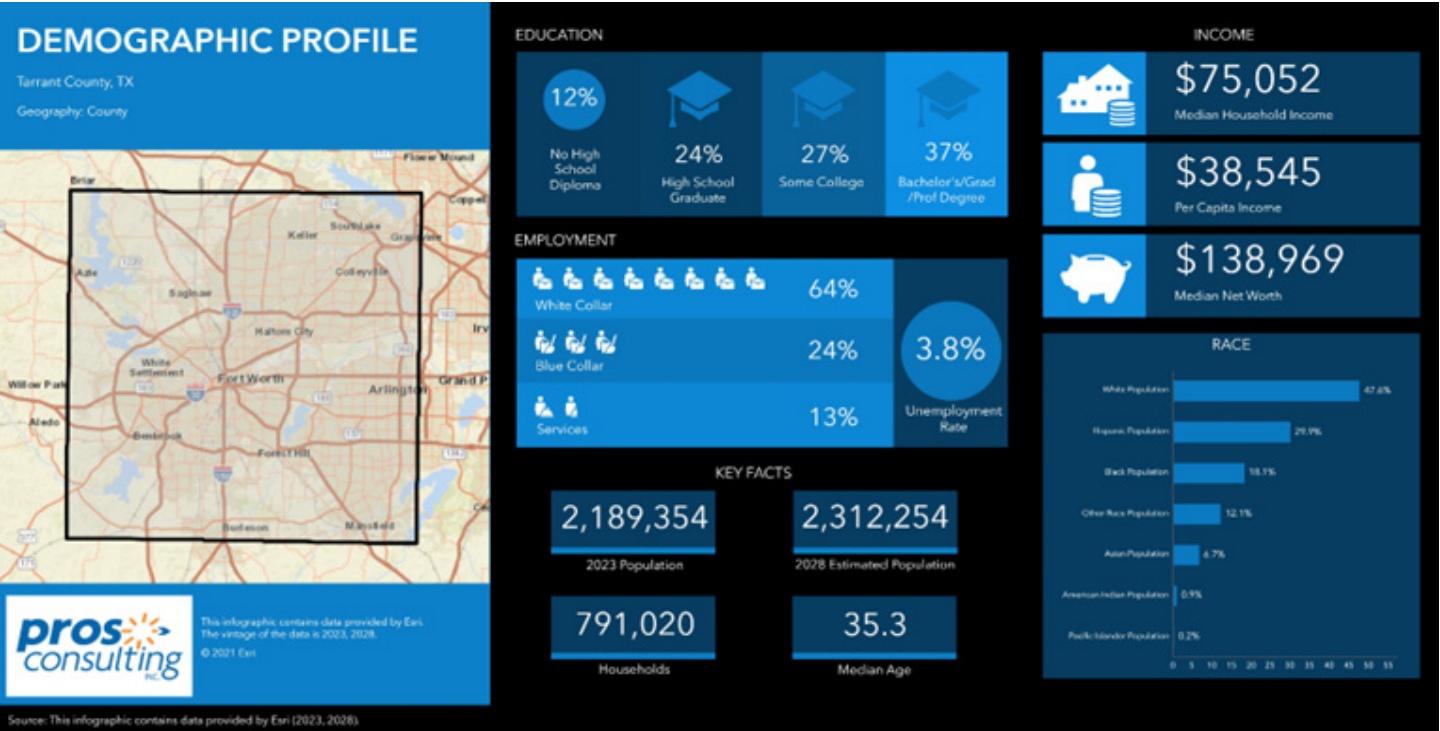 DEMOGRAPHIC PROFILE
Tarrant County, TX
Geography: County
Flower Mound
Briar
Coppell
Southlake
Keller
Grapevine
Azle
Colleyville
Saginaw
Haltom City
White
Settlement
Fort Worth
Willow Park
Arlington
Grand P
Aledo
Benbrook
Forest Hill
Burleson
Mansfield
pros
consulting
INC.
This infographic contains data provided by Esri.
The vintage of the data is 2023, 2028.
© 2021 Esri
Source: This infographic contains data provided by Esri (2023, 2028).
EDUCATION
12%
No High
School
Diploma
24%
High School
Graduate
27%
Some College
37%
Bachelor's/Grad
/Prof Degree
EMPLOYMENT
White Collar
64%
Blue Collar
24%
Services
13%
3.8%
Unemployment
Rate
KEY FACTS
2,189,354
2023 Population
2,312,254
2028 Estimated Population
791,020
Households
35.3
Median Age
INCOME
$75,052
Median Household Income
$38,545
Per Capita Income
$138,969
Median Net Worth
RACE
White Population 47.6%
Hispanic Population 29.9%
Black Population 18.1%
Other Race Population 12.1%
Asian Population 6.7%
American Indian Population 0.9%
Pacific Islander Population 0.2%
0 5 10 15 20 25 30 35 40 45 50 55